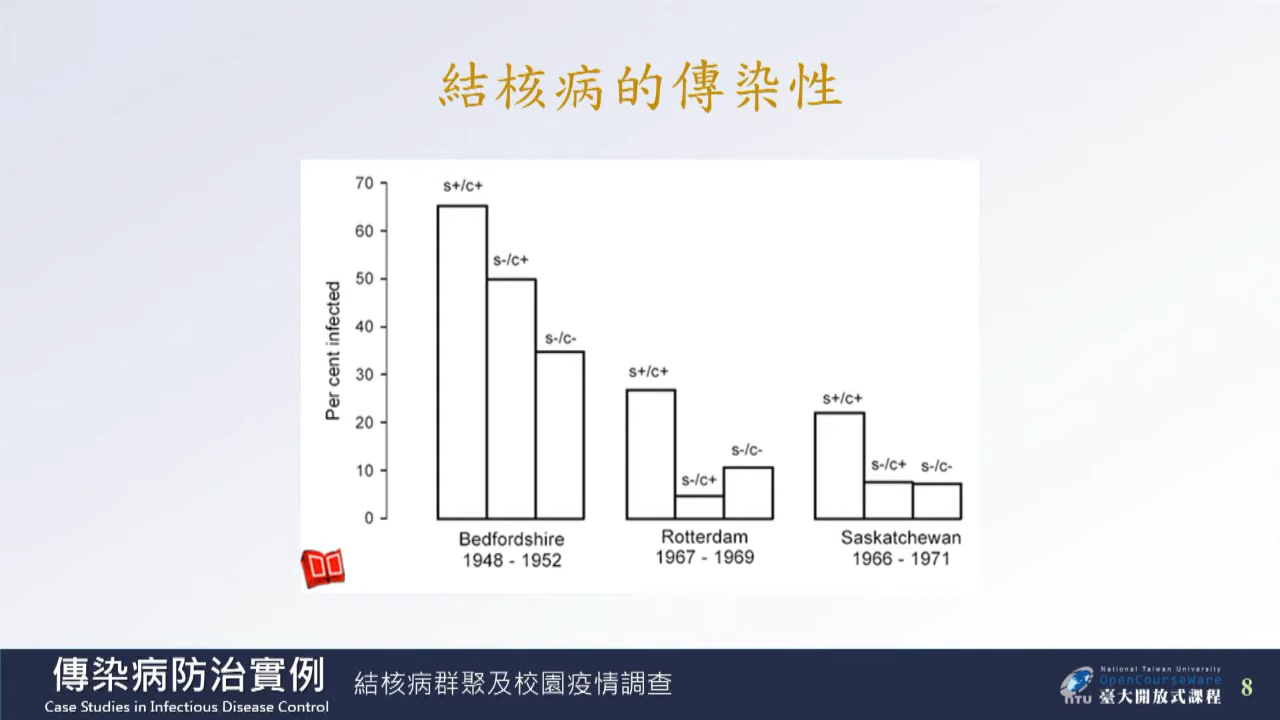 結核病的傳染性
Per cent infected
70
60
50
40
30
20
10
0
s+/c+
s-/c+
s-/c-
Bedfordshire
1948 - 1952
s+/c+
s-/c+
s-/c-
Rotterdam
1967 - 1969
s+/c+
s-/c+
s-/c-
Saskatchewan
1966 - 1971
傳染病防治實例
Case Studies in Infectious Disease Control
結核病群聚及校園疫情調查
National Taiwan University
OpenCourseWare
NTU 臺大開放式課程
8